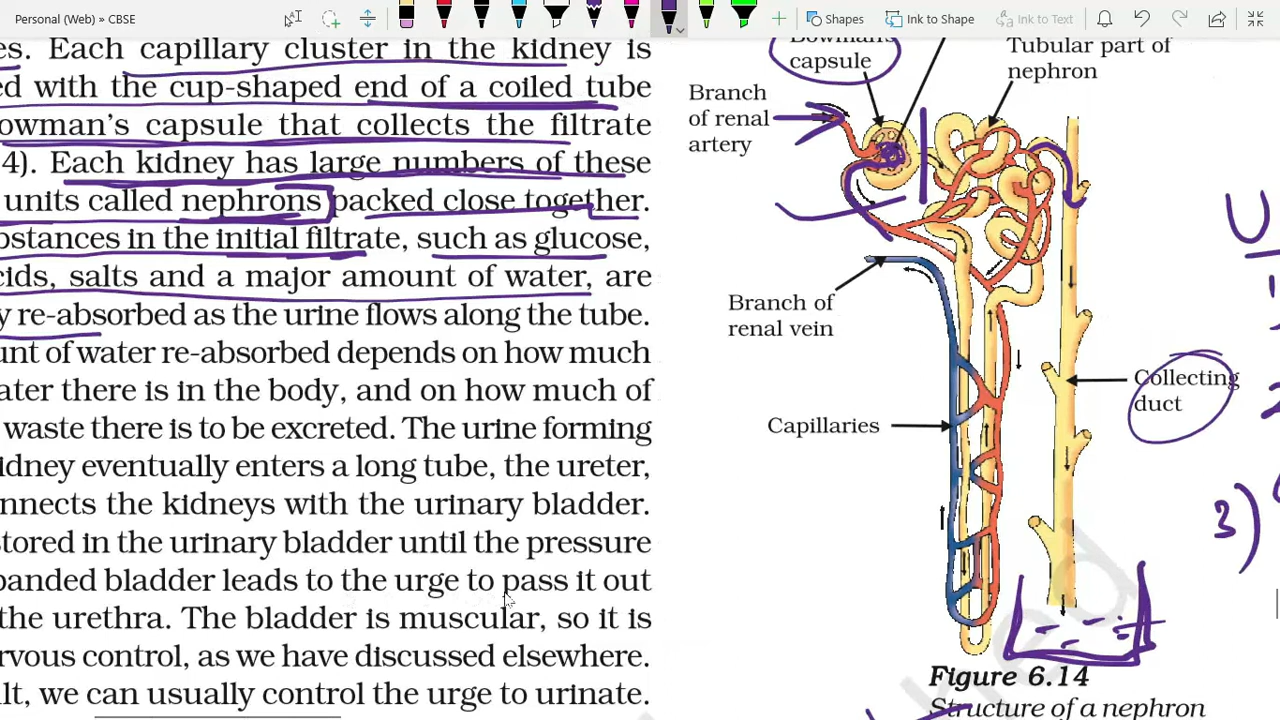 Personal (Web) » CBSE
Shapes
Ink to Shape
Ink to Text
es. Each capillary cluster in the kidney is
ed with the cup-shaped end of a coiled tube
owman's capsule that collects the filtrate
4). Each kidney has large numbers of these
units called nephrons packed close together.
bstances in the initial filtrate, such as glucose,
cids, salts and a major amount of water, are
y re-absorbed as the urine flows along the tube.
unt of water re-absorbed depends on how much
ater there is in the body, and on how much of
waste there is to be excreted. The urine forming
idney eventually enters a long tube, the ureter,
nnects the kidneys with the urinary bladder.
stored in the urinary bladder until the pressure
panded bladder leads to the urge to pass it out
the urethra. The bladder is muscular, so it is
rvous control, as we have discussed elsewhere.
lt, we can usually control the urge to urinate.
Bowman's
capsule
Tubular part of
nephron
Branch
of renal
artery
Branch of
renal vein
Collecting
duct
Capillaries
U
3)
Figure 6.14
Structure of a nephron